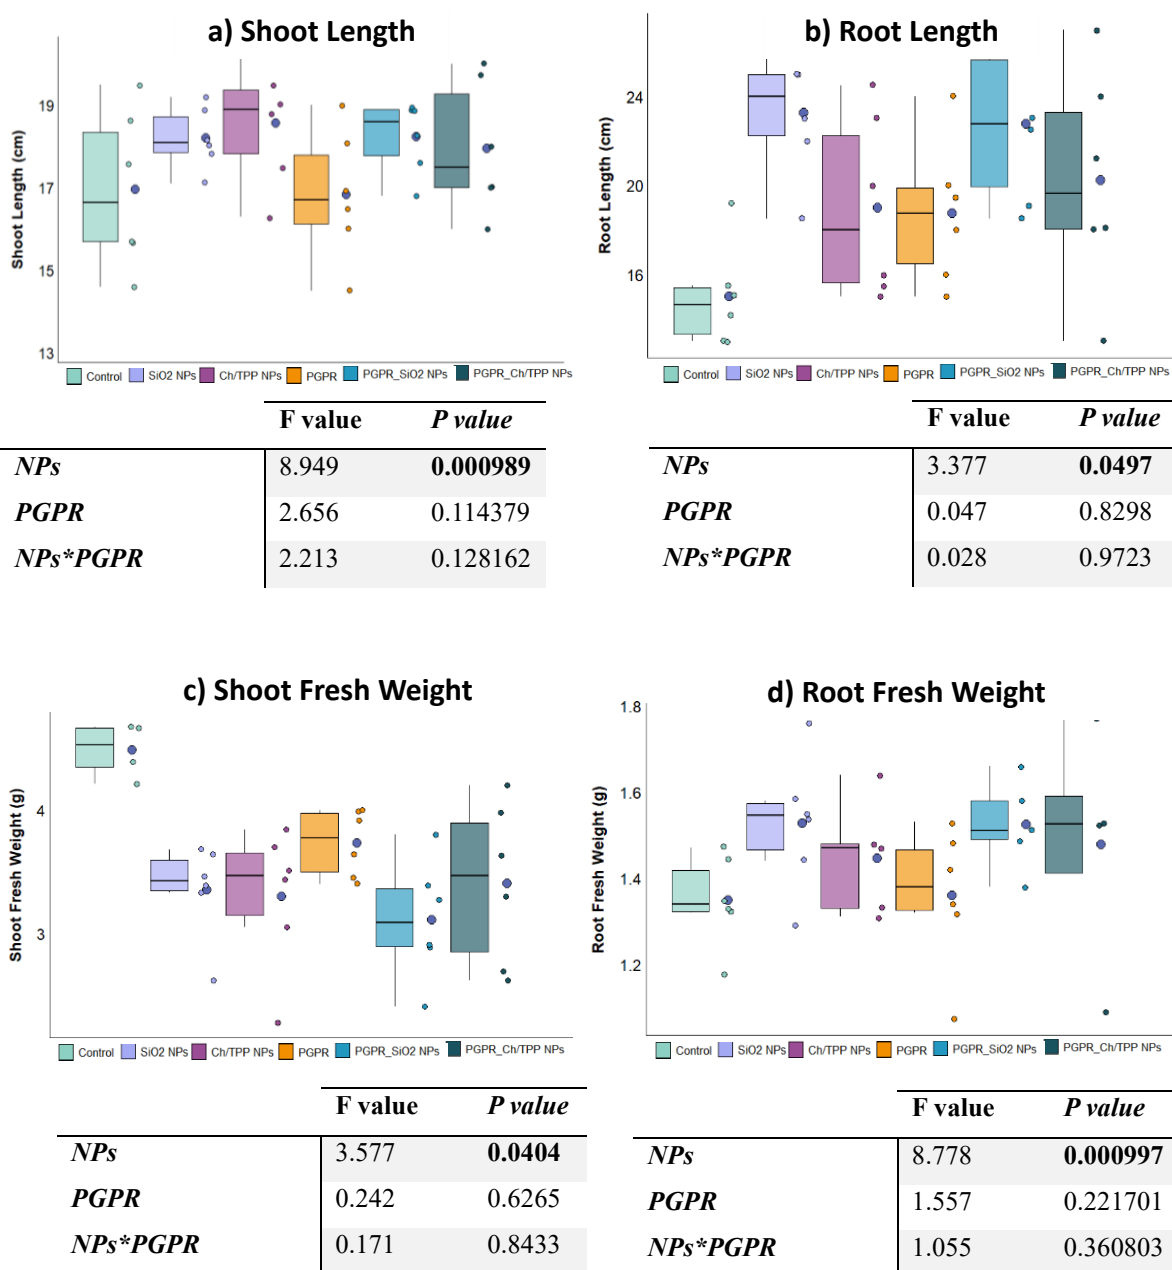 a) Shoot Length
Shoot Length (cm)
19
17
15
13
Control SiO2 NPs Ch/TPP NPs PGPR PGPR_SiO2 NPs PGPR_Ch/TPP NPs
F value P value
NPs 8.949 0.000989
PGPR 2.656 0.114379
NPs*PGPR 2.213 0.128162
b) Root Length
Root Length (cm)
24
20
16
Control SiO2 NPs Ch/TPP NPs PGPR PGPR_SiO2 NPs PGPR_Ch/TPP NPs
F value P value
NPs 3.377 0.0497
PGPR 0.047 0.8298
NPs*PGPR 0.028 0.9723
c) Shoot Fresh Weight
Shoot Fresh Weight (g)
4
3
Control SiO2 NPs Ch/TPP NPs PGPR PGPR_SiO2 NPs PGPR_Ch/TPP NPs
F value P value
NPs 3.577 0.0404
PGPR 0.242 0.6265
NPs*PGPR 0.171 0.8433
d) Root Fresh Weight
Root Fresh Weight (g)
1.8
1.6
1.4
1.2
Control SiO2 NPs Ch/TPP NPs PGPR PGPR_SiO2 NPs PGPR_Ch/TPP NPs
F value P value
NPs 8.778 0.000997
PGPR 1.557 0.221701
NPs*PGPR 1.055 0.360803